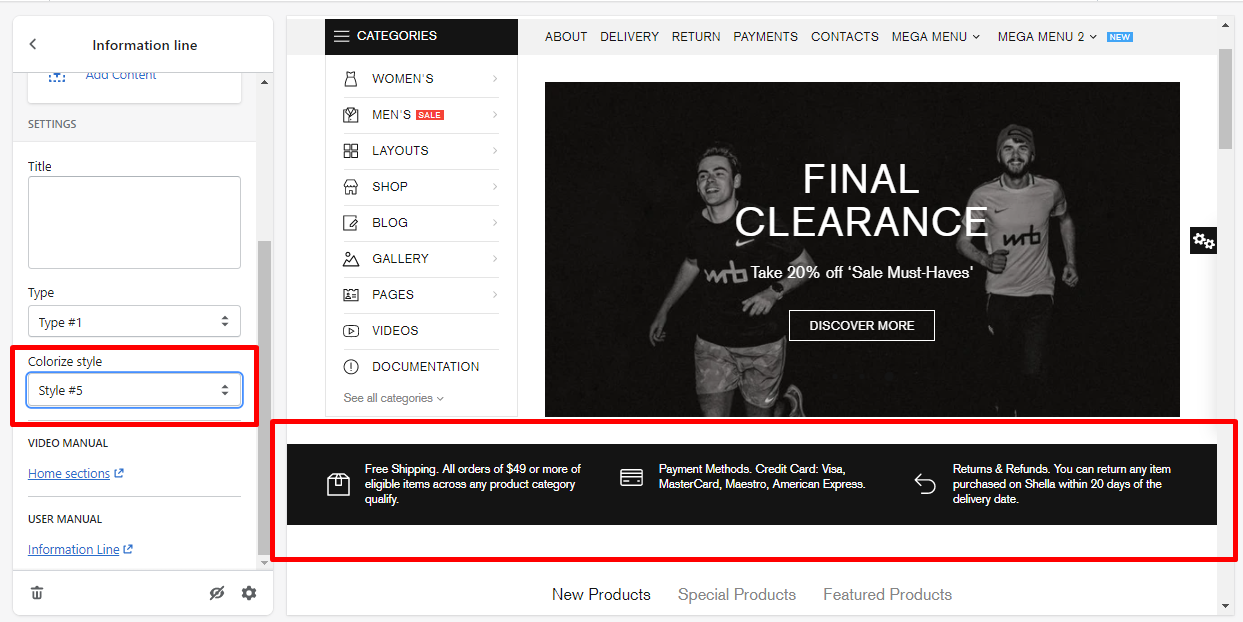 Information line
Add Content
SETTINGS
Title
Type
Type #1
Colorize style
Style #5
VIDEO MANUAL
Home sections
USER MANUAL
Information Line
CATEGORIES
ABOUT DELIVERY RETURN PAYMENTS CONTACTS MEGA MENU MEGA MENU 2 NEW
WOMEN'S
MEN'S SALE
LAYOUTS
SHOP
BLOG
GALLERY
PAGES
VIDEOS
DOCUMENTATION
See all categories
FINAL
CLEARANCE
wrb
wrb
Take 20% off ‘Sale Must-Haves’
DISCOVER MORE
Free Shipping. All orders of $49 or more of
eligible items across any product category
qualify.
Payment Methods. Credit Card: Visa,
MasterCard, Maestro, American Express.
Returns & Refunds. You can return any item
purchased on Shella within 20 days of the
delivery date.
New Products Special Products Featured Products